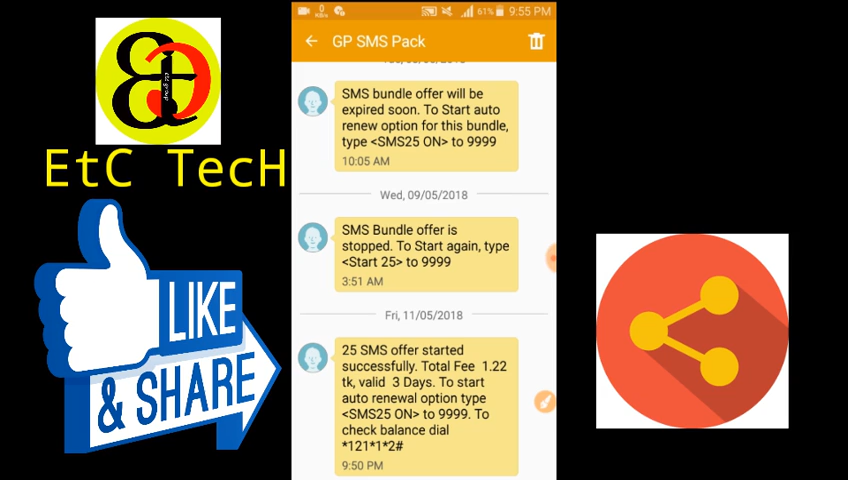 EtC TecH
LIKE
& SHARE
0
KB/s
61% 9:55 PM
GP SMS Pack
SMS bundle offer will be
expired soon. To Start auto
renew option for this bundle,
type <SMS25 ON> to 9999
10:05 AM
Wed, 09/05/2018
SMS Bundle offer is
stopped. To Start again, type
<Start 25> to 9999
3:51 AM
Fri, 11/05/2018
25 SMS offer started
successfully. Total Fee  1.22
tk, valid  3 Days. To start
auto renewal option type
<SMS25 ON> to 9999. To
check balance dial
*121*1*2#
9:50 PM